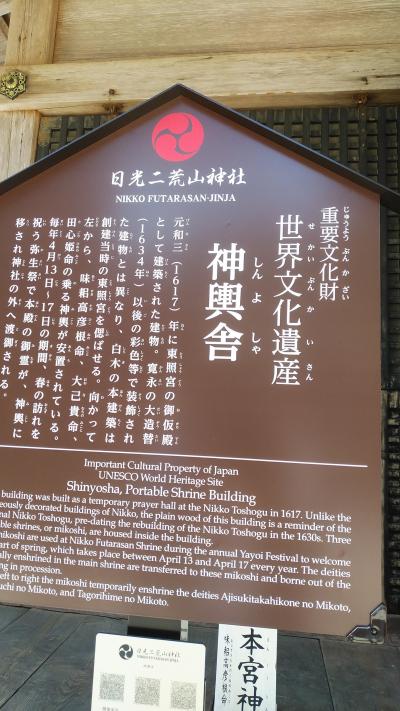 日光二荒山神社
NIKKO FUTARASAN-JINJA
重要文化財
じゅうようぶんかざい
世界文化遺産
せかいぶんかいさん
神輿舎
しんよしゃ
元和三（1617）年に東照宮の御仮殿
として建築された建物。寛永の大造替
（1634年）以後の彩色等で装飾され
た建物とは異なり、白木の本建築は
創建当時の東照宮を偲ばせる。向かって
左から、味耜高彦根命、大己貴命、
田心姫命の乗る神輿が安置されている。
毎年4月13日〜17日の期間、春の訪れを
祝う弥生祭で本殿の御霊が、神輿に
移され神社の外へ渡御される。
Important Cultural Property of Japan
UNESCO World Heritage Site
Shinyosha, Portable Shrine Building
building was built as a temporary prayer hall at the Nikko Toshogu in 1617. Unlike the
eously decorated buildings of Nikko, the plain wood of this building is a reminder of the
nal Nikko Toshogu, pre-dating the rebuilding of the Nikko Toshogu in the 1630s. Three
ble shrines, or mikoshi, are housed inside the building.
mikoshi are used at Nikko Futarasan Shrine during the annual Yayoi Festival to welcome
art of spring, which takes place between April 13 and April 17 every year. The deities
lly enshrined in the main shrine are transferred to these mikoshi and borne out of the
ng in procession.
eft to right the mikoshi temporarily enshrine the deities Ajisukitakahikone no Mikoto,
uchi no Mikoto, and Tagorihime no Mikoto.
日光二荒山神社
NIKKO FUTARASAN-JINJA
本宮神
味耜高彦根命